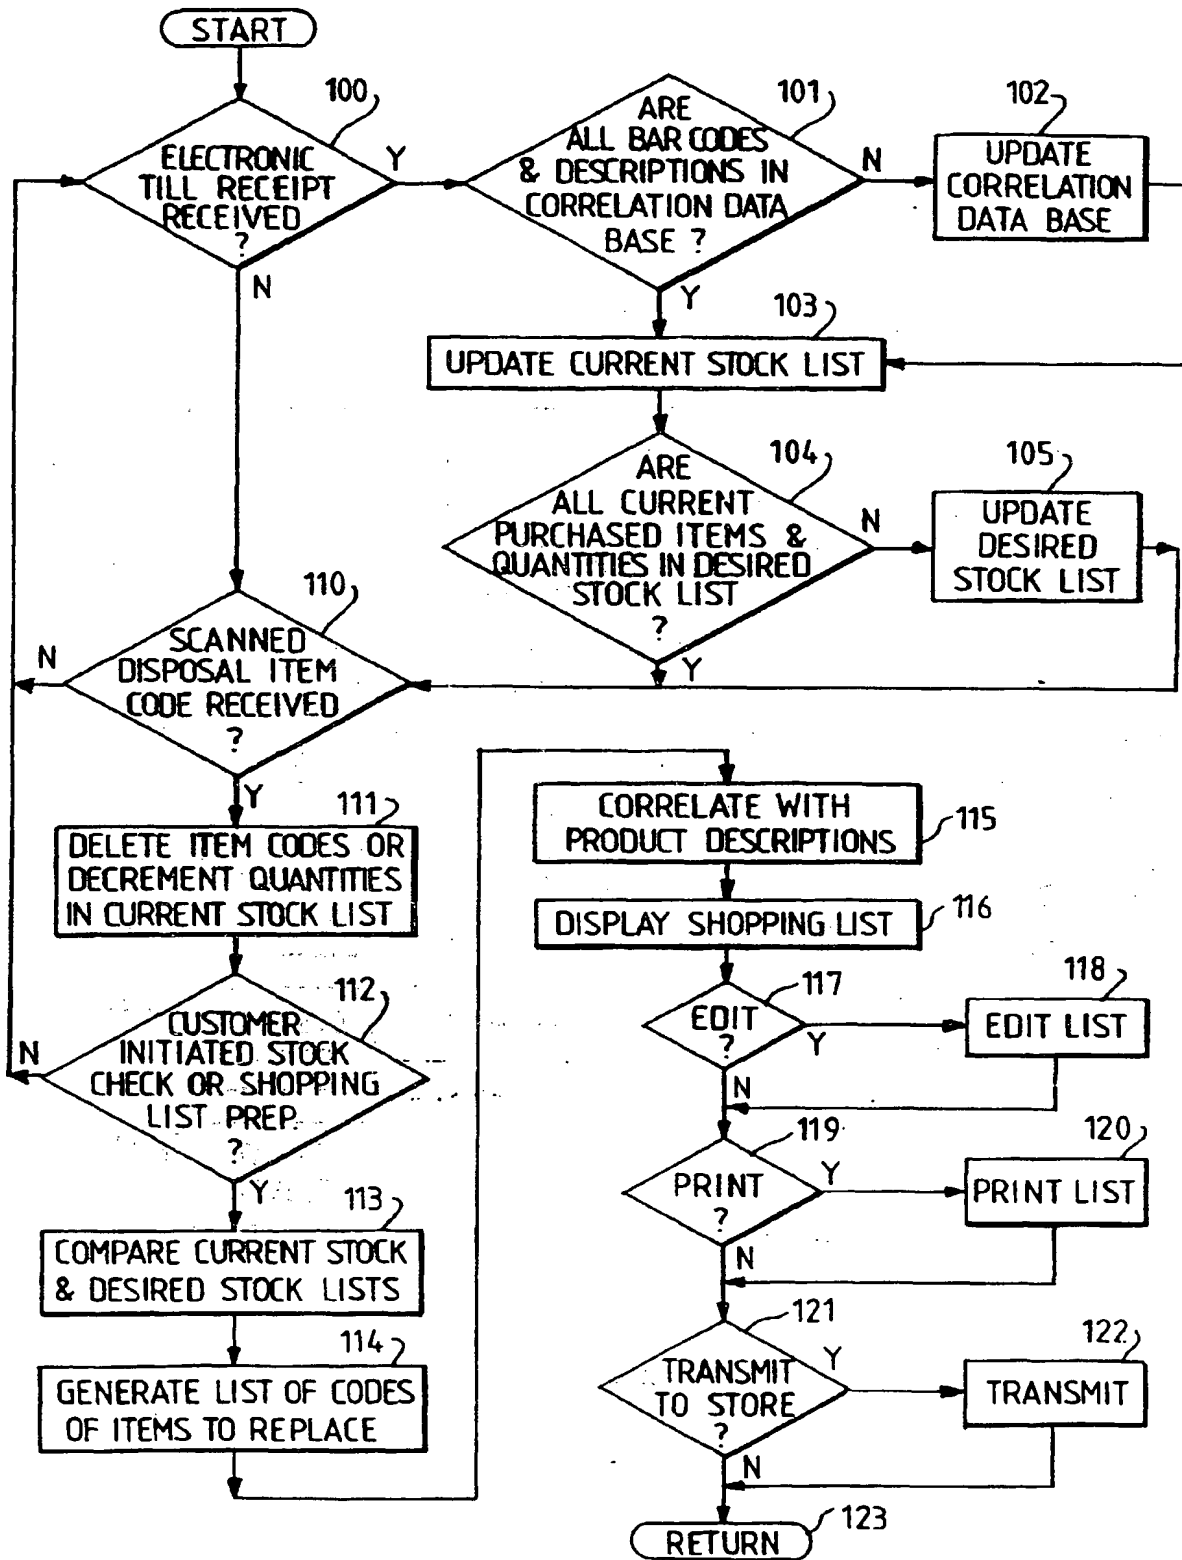 START
100
ELECTRONIC
TILL RECEIPT
RECEIVED
?
Y
N
101
ARE
ALL BAR CODES
& DESCRIPTIONS IN
CORRELATION DATA
BASE ?
N
Y
102
UPDATE
CORRELATION
DATA BASE
103
UPDATE CURRENT STOCK LIST
104
ARE
ALL CURRENT
PURCHASED ITEMS &
QUANTITIES IN DESIRED
STOCK LIST
?
N
Y
105
UPDATE
DESIRED
STOCK LIST
110
SCANNED
DISPOSAL ITEM
CODE RECEIVED
?
N
Y
111
DELETE ITEM CODES OR
DECREMENT QUANTITIES
IN CURRENT STOCK LIST
112
CUSTOMER
INITIATED STOCK
CHECK OR SHOPPING
LIST PREP.
?
N
Y
113
COMPARE CURRENT STOCK
& DESIRED STOCK LISTS
114
GENERATE LIST OF CODES
OF ITEMS TO REPLACE
CORRELATE WITH
PRODUCT DESCRIPTIONS
115
DISPLAY SHOPPING LIST
116
117
EDIT
?
Y
N
118
EDIT LIST
119
PRINT
?
Y
N
120
PRINT LIST
121
TRANSMIT
TO STORE
?
Y
N
122
TRANSMIT
RETURN
123